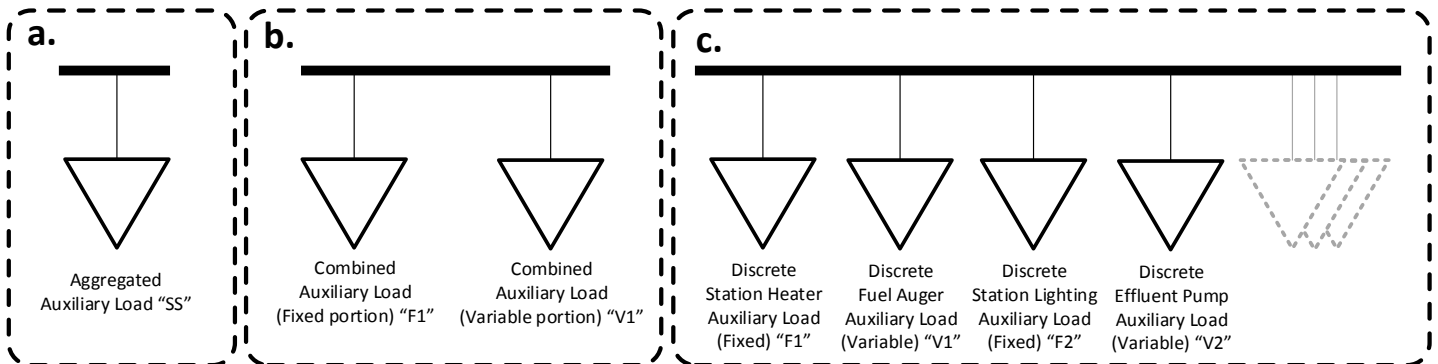 a.
Aggregated
Auxiliary Load “SS”
b.
Combined
Auxiliary Load
(Fixed portion) “F1”
Combined
Auxiliary Load
(Variable portion) “V1”
c.
Discrete
Station Heater
Auxiliary Load
(Fixed) “F1”
Discrete
Fuel Auger
Auxiliary Load
(Variable) “V1”
Discrete
Station Lighting
Auxiliary Load
(Fixed) “F2”
Discrete
Effluent Pump
Auxiliary Load
(Variable) “V2”